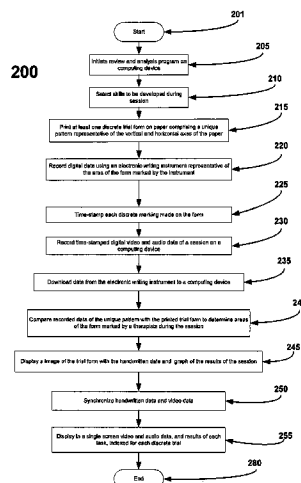 201
Start
205
Initiate review and analysis program on
computing device
200
210
Select skills to be developed during
session
215
Print at least one discrete trial form on paper comprising a unique
pattern representative of the vertical and horizontal axes of the paper
220
Record digital data using an electronic writing instrument representative of
the area of the form marked by the instrument
225
Time-stamp each discrete marking made on the form
230
Record time-stamped digital video and audio data of a session on a
computing device
235
Download data from the electronic writing instrument to a computing device
24
Compare recorded data of the unique pattern with the printed trial form to determine areas
of the form marked by a therapist during the session
245
Display a image of the trial form with the handwritten data and graph of the results of the session
250
Synchronize handwritten data and video data
255
Display in a single screen video and audio data, and results of each
task, indexed for each discrete trial
280
End